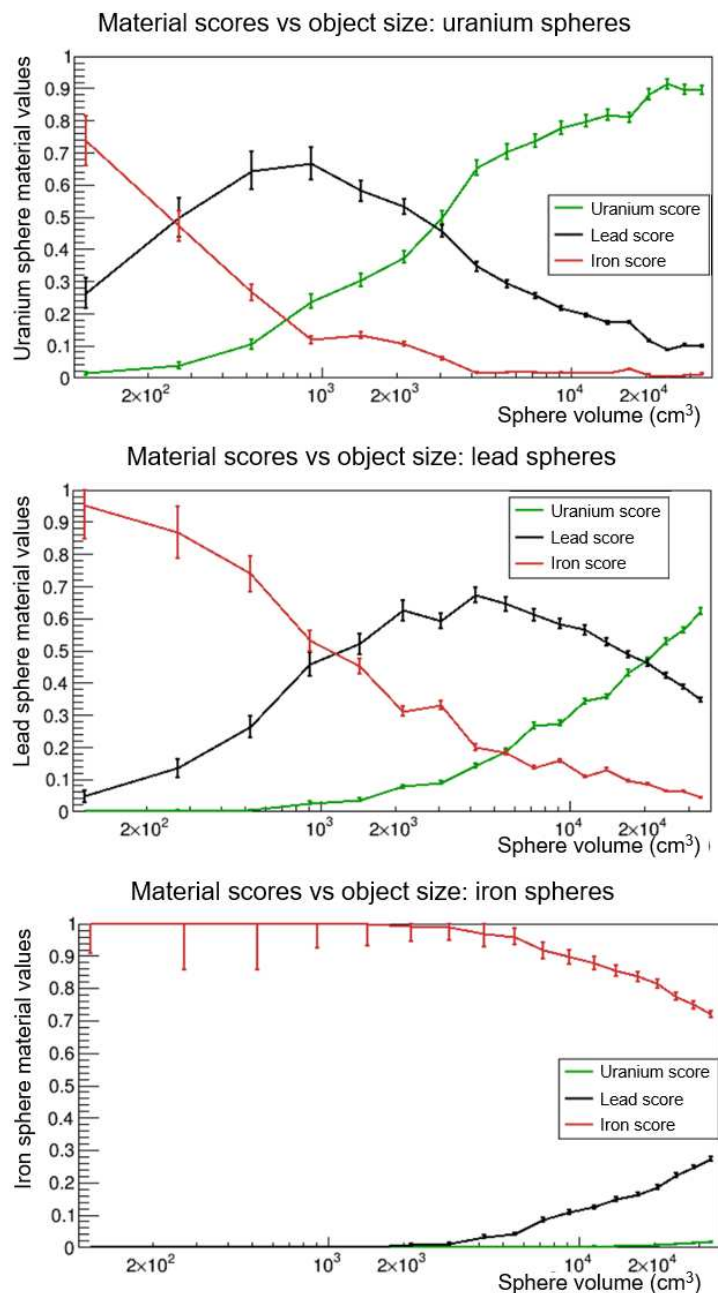 Material scores vs object size: uranium spheres
Uranium sphere material values
1
0.9
0.8
0.7
0.6
0.5
0.4
0.3
0.2
0.1
0
Uranium score
Lead score
Iron score
2×10² 10³ 2×10³ 10⁴ 2×10⁴
Sphere volume (cm³)
Material scores vs object size: lead spheres
Lead sphere material values
1
0.9
0.8
0.7
0.6
0.5
0.4
0.3
0.2
0.1
0
Uranium score
Lead score
Iron score
2×10² 10³ 2×10³ 10⁴ 2×10⁴
Sphere volume (cm³) (
Material scores vs object size: iron spheres
Iron sphere material values
1
0.9
0.8
0.7
0.6
0.5
0.4
0.3
0.2
0.1
0
Uranium score
Lead score
Iron score
2×10² 10³ 2×10³ 10⁴ 2×10⁴
Sphere volume (cm³)